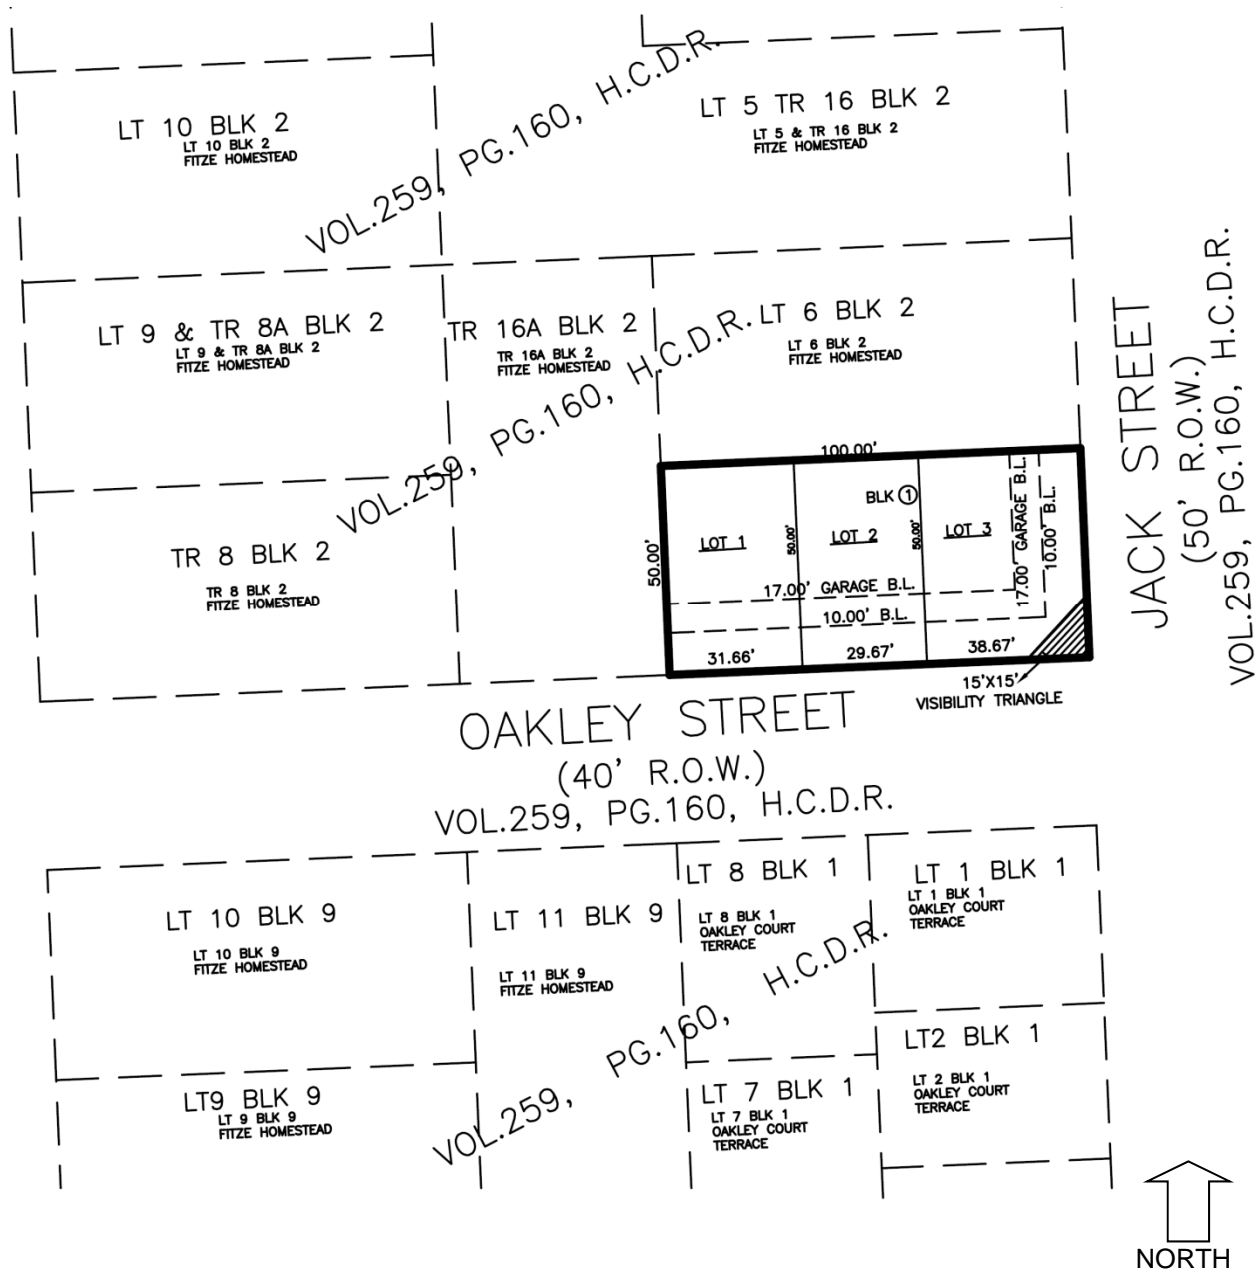 LT 10 BLK 2
LT 10 BLK 2
FITZE HOMESTEAD
VOL.259, PG.160, H.C.D.R.
LT 5 TR 16 BLK 2
LT 5 & TR 16 BLK 2
FITZE HOMESTEAD
LT 9 & TR 8A BLK 2
LT 9 & TR 8A BLK 2
FITZE HOMESTEAD
TR 16A BLK 2
TR 16A BLK 2
FITZE HOMESTEAD
LT 6 BLK 2
LT 6 BLK 2
FITZE HOMESTEAD
VOL.259, PG.160, H.C.D.R.
JACK STREET
(50' R.O.W.)
VOL.259, PG.160, H.C.D.R.
TR 8 BLK 2
TR 8 BLK 2
FITZE HOMESTEAD
100.00'
50.00'
BLK 1
LOT 1
50.00'
LOT 2
50.00'
LOT 3
17.00' GARAGE B.L.
10.00' B.L.
17.00' GARAGE B.L.
10.00' B.L.
31.66'
29.67'
38.67'
15'X15'
VISIBILITY TRIANGLE
OAKLEY STREET
(40' R.O.W.)
VOL.259, PG.160, H.C.D.R.
LT 10 BLK 9
LT 10 BLK 9
FITZE HOMESTEAD
LT 11 BLK 9
LT 11 BLK 9
FITZE HOMESTEAD
LT 8 BLK 1
LT 8 BLK 1
OAKLEY COURT
TERRACE
LT 1 BLK 1
LT 1 BLK 1
OAKLEY COURT
TERRACE
VOL.259, PG.160, H.C.D.R.
LT9 BLK 9
LT 9 BLK 9
FITZE HOMESTEAD
LT 7 BLK 1
LT 7 BLK 1
OAKLEY COURT
TERRACE
LT2 BLK 1
LT 2 BLK 1
OAKLEY COURT
TERRACE
NORTH